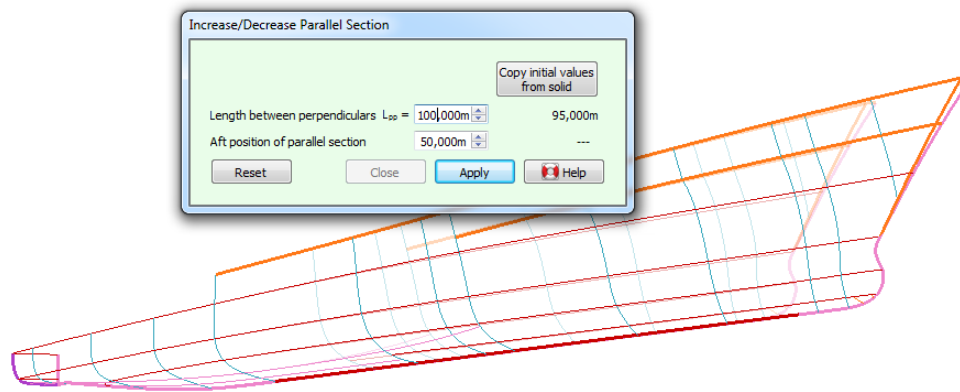 Increase/Decrease Parallel Section
Copy initial values
from solid
Length between perpendiculars Lpp = 100,000m 95,000m
Aft position of parallel section 50,000m ---
Reset Close Apply Help